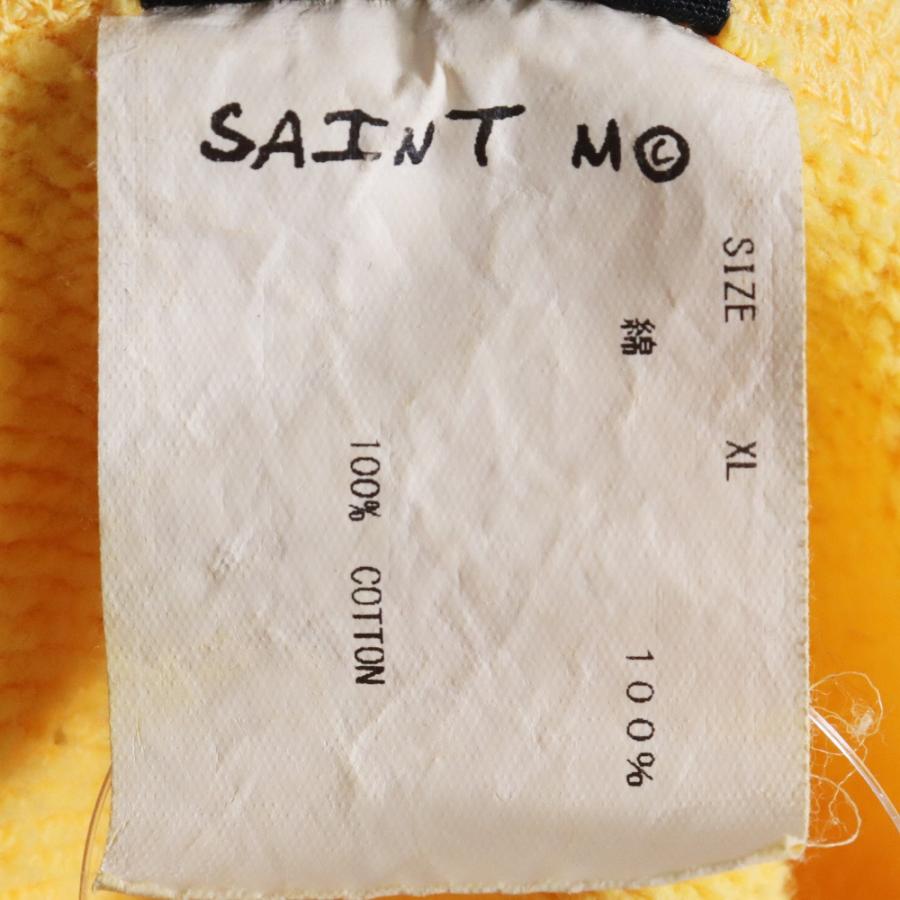 SAINT M©
SIZE XL
綿 100%
100% COTTON